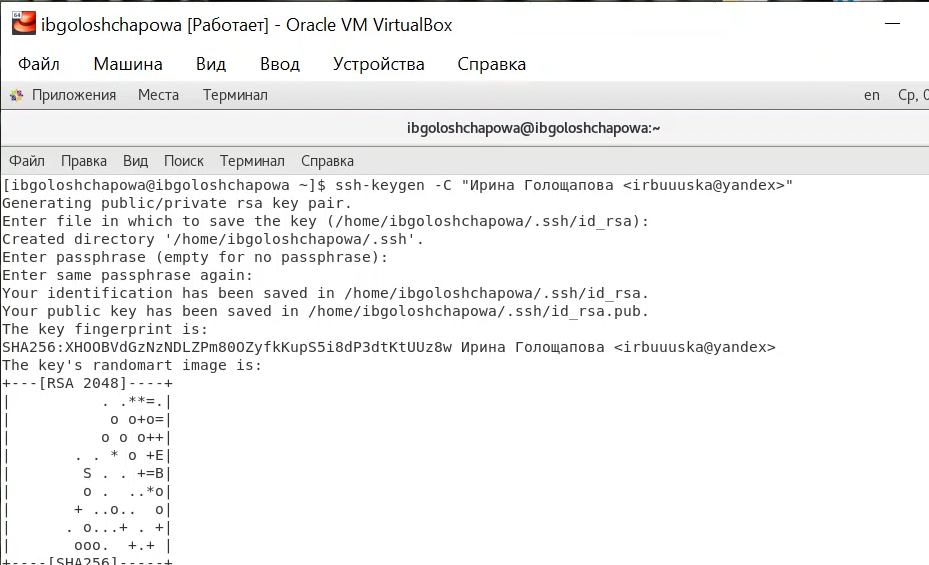 64
ibgoloshchapowa [Работает] - Oracle VM VirtualBox
Файл Машина Вид Ввод Устройства Справка
Приложения Места Терминал en Ср, 0
ibgoloshchapowa@ibgoloshchapowa:~
Файл Правка Вид Поиск Терминал Справка
[ibgoloshchapowa@ibgoloshchapowa ~]$ ssh-keygen -C "Ирина Голощапова <irbuuuska@yandex>"
Generating public/private rsa key pair.
Enter file in which to save the key (/home/ibgoloshchapowa/.ssh/id_rsa):
Created directory '/home/ibgoloshchapowa/.ssh'.
Enter passphrase (empty for no passphrase):
Enter same passphrase again:
Your identification has been saved in /home/ibgoloshchapowa/.ssh/id_rsa.
Your public key has been saved in /home/ibgoloshchapowa/.ssh/id_rsa.pub.
The key fingerprint is:
SHA256:XHOOBVdGzNzNDLZPm80OZyfkKupS5i8dP3dtKtUUz8w Ирина Голощапова <irbuuuska@yandex>
The key's randomart image is:
+---[RSA 2048]----+
|          . .**=.|
|           o o+o=|
|          o o o++|
|       . . * o +E|
|        S . . +=B|
|        o .  ..*o|
|       + ..o..  o|
|      . o...+ . +|
|       ooo.  +.+ |
+----[SHA256]-----+